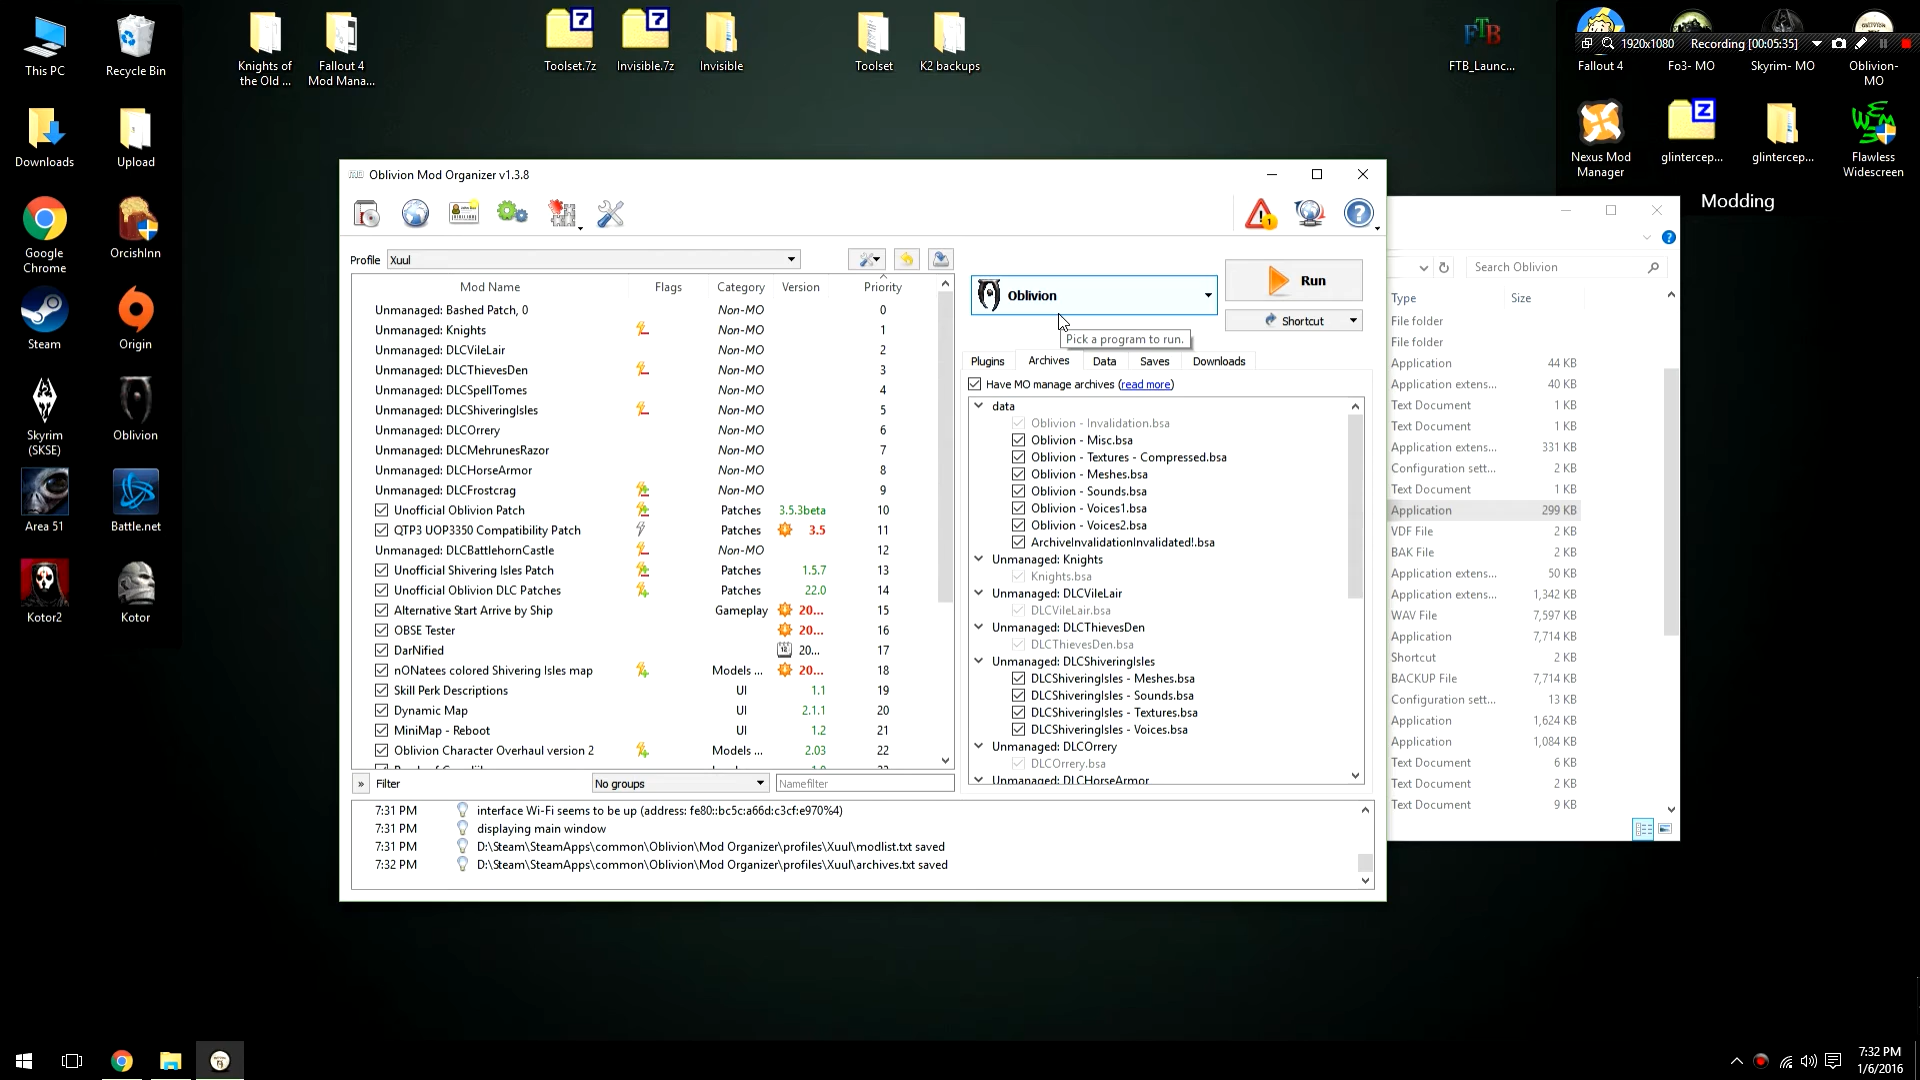 This PC
Recycle Bin
Knights of
the Old ...
Fallout 4
Mod Mana...
Toolset.7z
Invisible.7z
Invisible
Toolset
K2 backups
FTB
FTB_Launc...
1920x1080
Recording [00:05:35]
Fallout 4
Fo3- MO
Skyrim- MO
Oblivion-
MO
Downloads
Upload
Nexus Mod
Manager
glintercep...
glintercep...
Flawless
Widescreen
Modding
Google
Chrome
OrcishInn
Steam
Origin
Skyrim
(SKSE)
Oblivion
Area 51
Battle.net
Kotor2
Kotor
Oblivion Mod Organizer v1.3.8
Profile
Xuul
Mod Name
Flags
Category
Version
Priority
Unmanaged: Bashed Patch, 0 Non-MO 0
Unmanaged: Knights Non-MO 1
Unmanaged: DLCVileLair Non-MO 2
Unmanaged: DLCThievesDen Non-MO 3
Unmanaged: DLCSpellTomes Non-MO 4
Unmanaged: DLCShiveringIsles Non-MO 5
Unmanaged: DLCOrrery Non-MO 6
Unmanaged: DLCMehrunesRazor Non-MO 7
Unmanaged: DLCHorseArmor Non-MO 8
Unmanaged: DLCFrostcrag Non-MO 9
Unofficial Oblivion Patch Patches 3.5.3beta 10
QTP3 UOP3350 Compatibility Patch Patches 3.5 11
Unmanaged: DLCBattlehornCastle Non-MO 12
Unofficial Shivering Isles Patch Patches 1.5.7 13
Unofficial Oblivion DLC Patches Patches 22.0 14
Alternative Start Arrive by Ship Gameplay 20... 15
OBSE Tester 20... 16
DarNified 20... 17
nONatees colored Shivering Isles map Models ... 20... 18
Skill Perk Descriptions UI 1.1 19
Dynamic Map UI 2.1.1 20
MiniMap - Reboot UI 1.2 21
Oblivion Character Overhaul version 2 Models ... 2.03 22
» Filter
No groups
Namefilter
Oblivion
Pick a program to run.
Run
Shortcut
Plugins
Archives
Data
Saves
Downloads
Have MO manage archives (read more)
data
Oblivion - Invalidation.bsa
Oblivion - Misc.bsa
Oblivion - Textures - Compressed.bsa
Oblivion - Meshes.bsa
Oblivion - Sounds.bsa
Oblivion - Voices1.bsa
Oblivion - Voices2.bsa
ArchiveInvalidationInvalidated!.bsa
Unmanaged: Knights
Knights.bsa
Unmanaged: DLCVileLair
DLCVileLair.bsa
Unmanaged: DLCThievesDen
DLCThievesDen.bsa
Unmanaged: DLCShiveringIsles
DLCShiveringIsles - Meshes.bsa
DLCShiveringIsles - Sounds.bsa
DLCShiveringIsles - Textures.bsa
DLCShiveringIsles - Voices.bsa
Unmanaged: DLCOrrery
DLCOrrery.bsa
Unmanaged: DLCHorseArmor
7:31 PM interface Wi-Fi seems to be up (address: fe80::bc5c:a66d:c3cf:e970%4)
7:31 PM displaying main window
7:31 PM D:\Steam\SteamApps\common\Oblivion\Mod Organizer\profiles\Xuul\modlist.txt saved
7:32 PM D:\Steam\SteamApps\common\Oblivion\Mod Organizer\profiles\Xuul\archives.txt saved
Search Oblivion
Type Size
File folder
File folder
Application 44 KB
Application extens... 40 KB
Text Document 1 KB
Text Document 1 KB
Application extens... 331 KB
Configuration sett... 2 KB
Text Document 1 KB
Application 299 KB
VDF File 2 KB
BAK File 2 KB
Application extens... 50 KB
Application extens... 1,342 KB
WAV File 7,597 KB
Application 7,714 KB
Shortcut 2 KB
BACKUP File 7,714 KB
Configuration sett... 13 KB
Application 1,624 KB
Application 1,084 KB
Text Document 6 KB
Text Document 2 KB
Text Document 9 KB
7:32 PM
1/6/2016